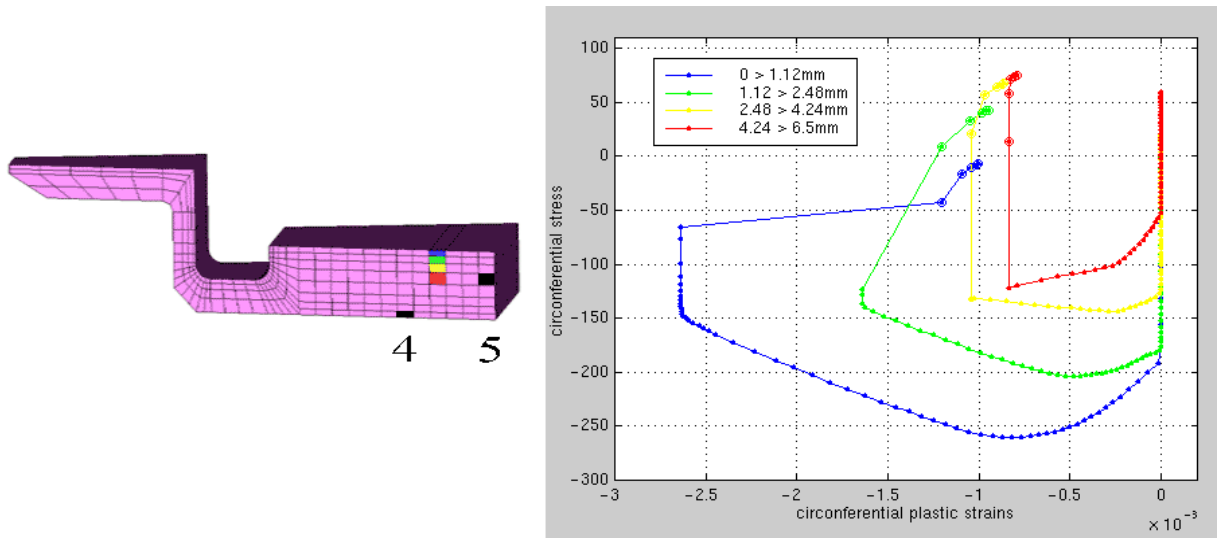 4 5
0 > 1.12mm
1.12 > 2.48mm
2.48 > 4.24mm
4.24 > 6.5mm
circonferential stress
100
50
0
−50
−100
−150
−200
−250
−300
−3 −2.5 −2 −1.5 −1 −0.5 0
circonferential plastic strains
× 10⁻³